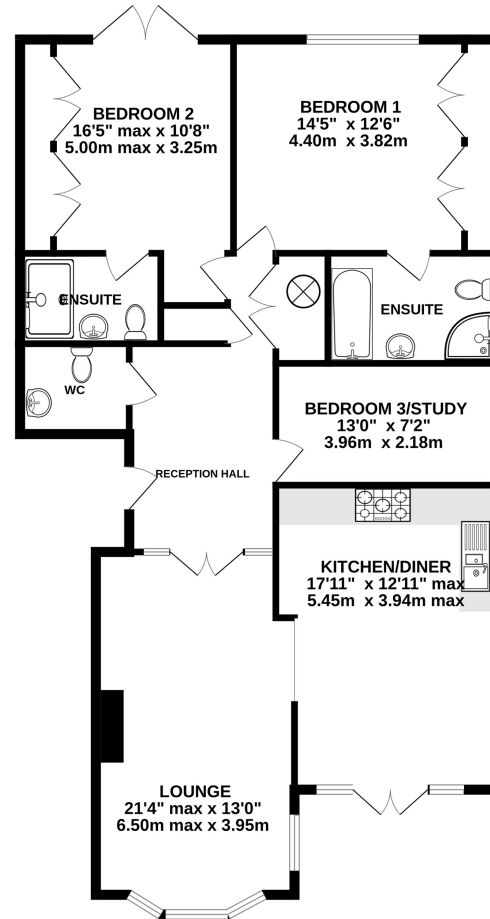 BEDROOM 2
16'5" max x 10'8"
5.00m max x 3.25m
BEDROOM 1
14'5" x 12'6"
4.40m x 3.82m
ENSUITE
ENSUITE
WC
BEDROOM 3/STUDY
13'0" x 7'2"
3.96m x 2.18m
RECEPTION HALL
KITCHEN/DINER
17'11" x 12'11" max
5.45m x 3.94m max
LOUNGE
21'4" max x 13'0"
6.50m max x 3.95m